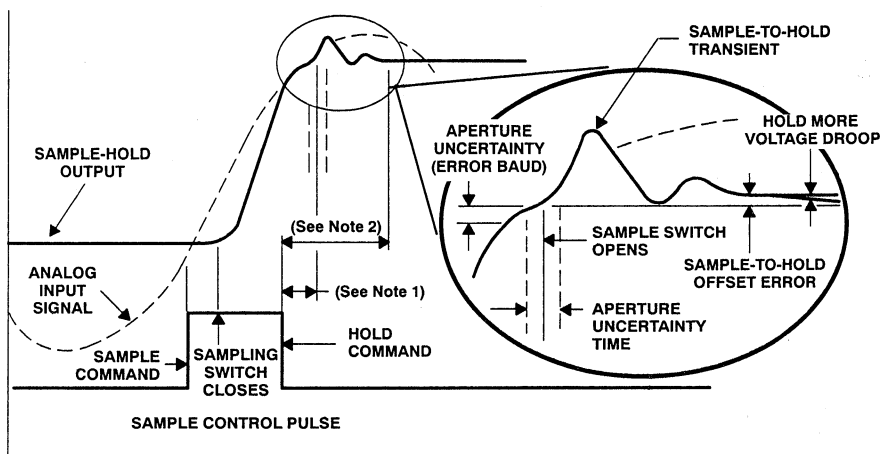 SAMPLE-TO-HOLD
TRANSIENT
APERTURE
UNCERTAINTY
(ERROR BAUD)
HOLD MORE
VOLTAGE DROOP
SAMPLE-HOLD
OUTPUT
(See Note 2)
SAMPLE SWITCH
OPENS
SAMPLE-TO-HOLD
OFFSET ERROR
ANALOG
INPUT
SIGNAL
(See Note 1)
APERTURE
UNCERTAINTY
TIME
SAMPLE
COMMAND
SAMPLING
SWITCH
CLOSES
HOLD
COMMAND
SAMPLE CONTROL PULSE